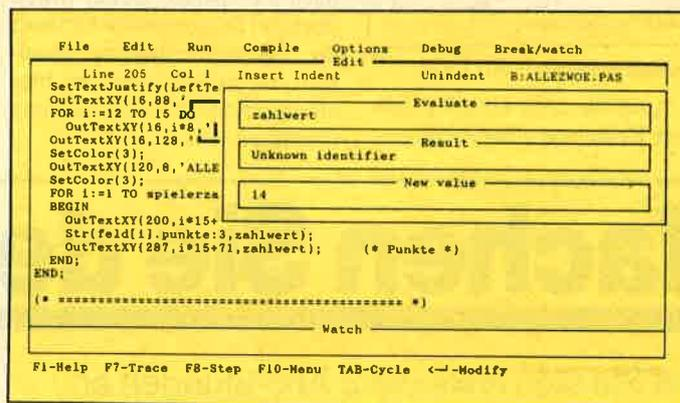 File Edit Run Compile Options Debug Break/watch
Edit
Line 205 Col 1 Insert Indent Unindent B:ALLEZWOE.PAS
SetTextJustify(LeftTe
OutTextXY(16,88,'
FOR i:=12 TO 15 DO
OutTextXY(16,i*8,'
OutTextXY(16,128,'
SetColor(3);
OutTextXY(120,8,'ALLE
SetColor(3);
FOR i:=1 TO spielerza
BEGIN
OutTextXY(200,i*15+
Str(feld[i].punkte:3,zahlwert);
OutTextXY(287,i*15+71,zahlwert); (* Punkte *)
END;
END;
(* ========================================= *)
Evaluate
zahlwert
Result
Unknown identifier
New value
14
Watch
F1-Help F7-Trace F8-Step F10-Menu TAB-Cycle <─┘-Modify